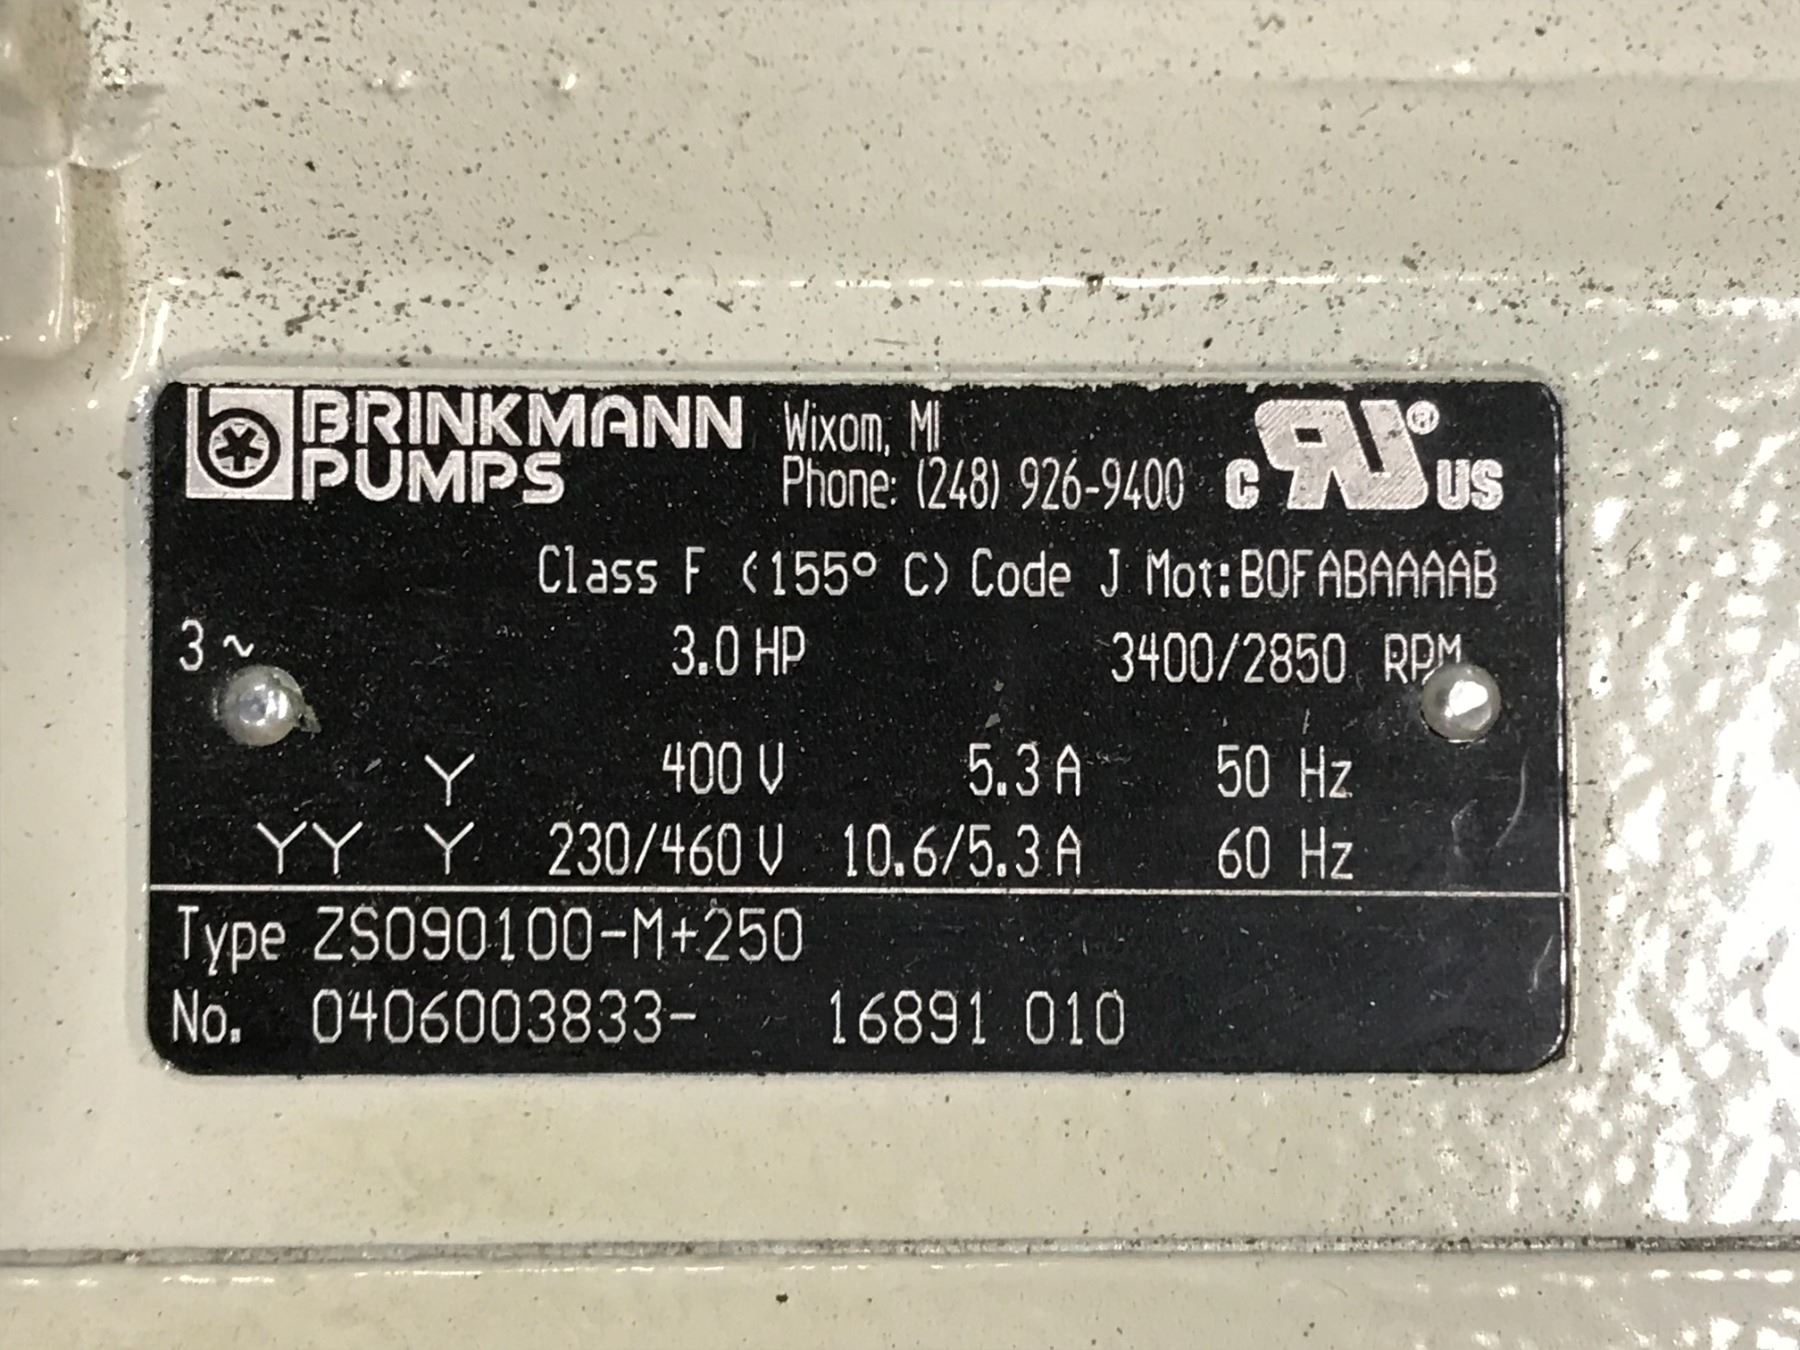 BRINKMANN PUMPS
Wixom, MI
Phone: (248) 926-9400
C RU® US
Class F (155° C) Code J Mot:BOFABAAAAB
3~ 3.0 HP 3400/2850 RPM
Y 400 V 5.3 A 50 Hz
YY Y 230/460 V 10.6/5.3 A 60 Hz
Type ZS090100-M+250
No. 0406003833- 16891 010